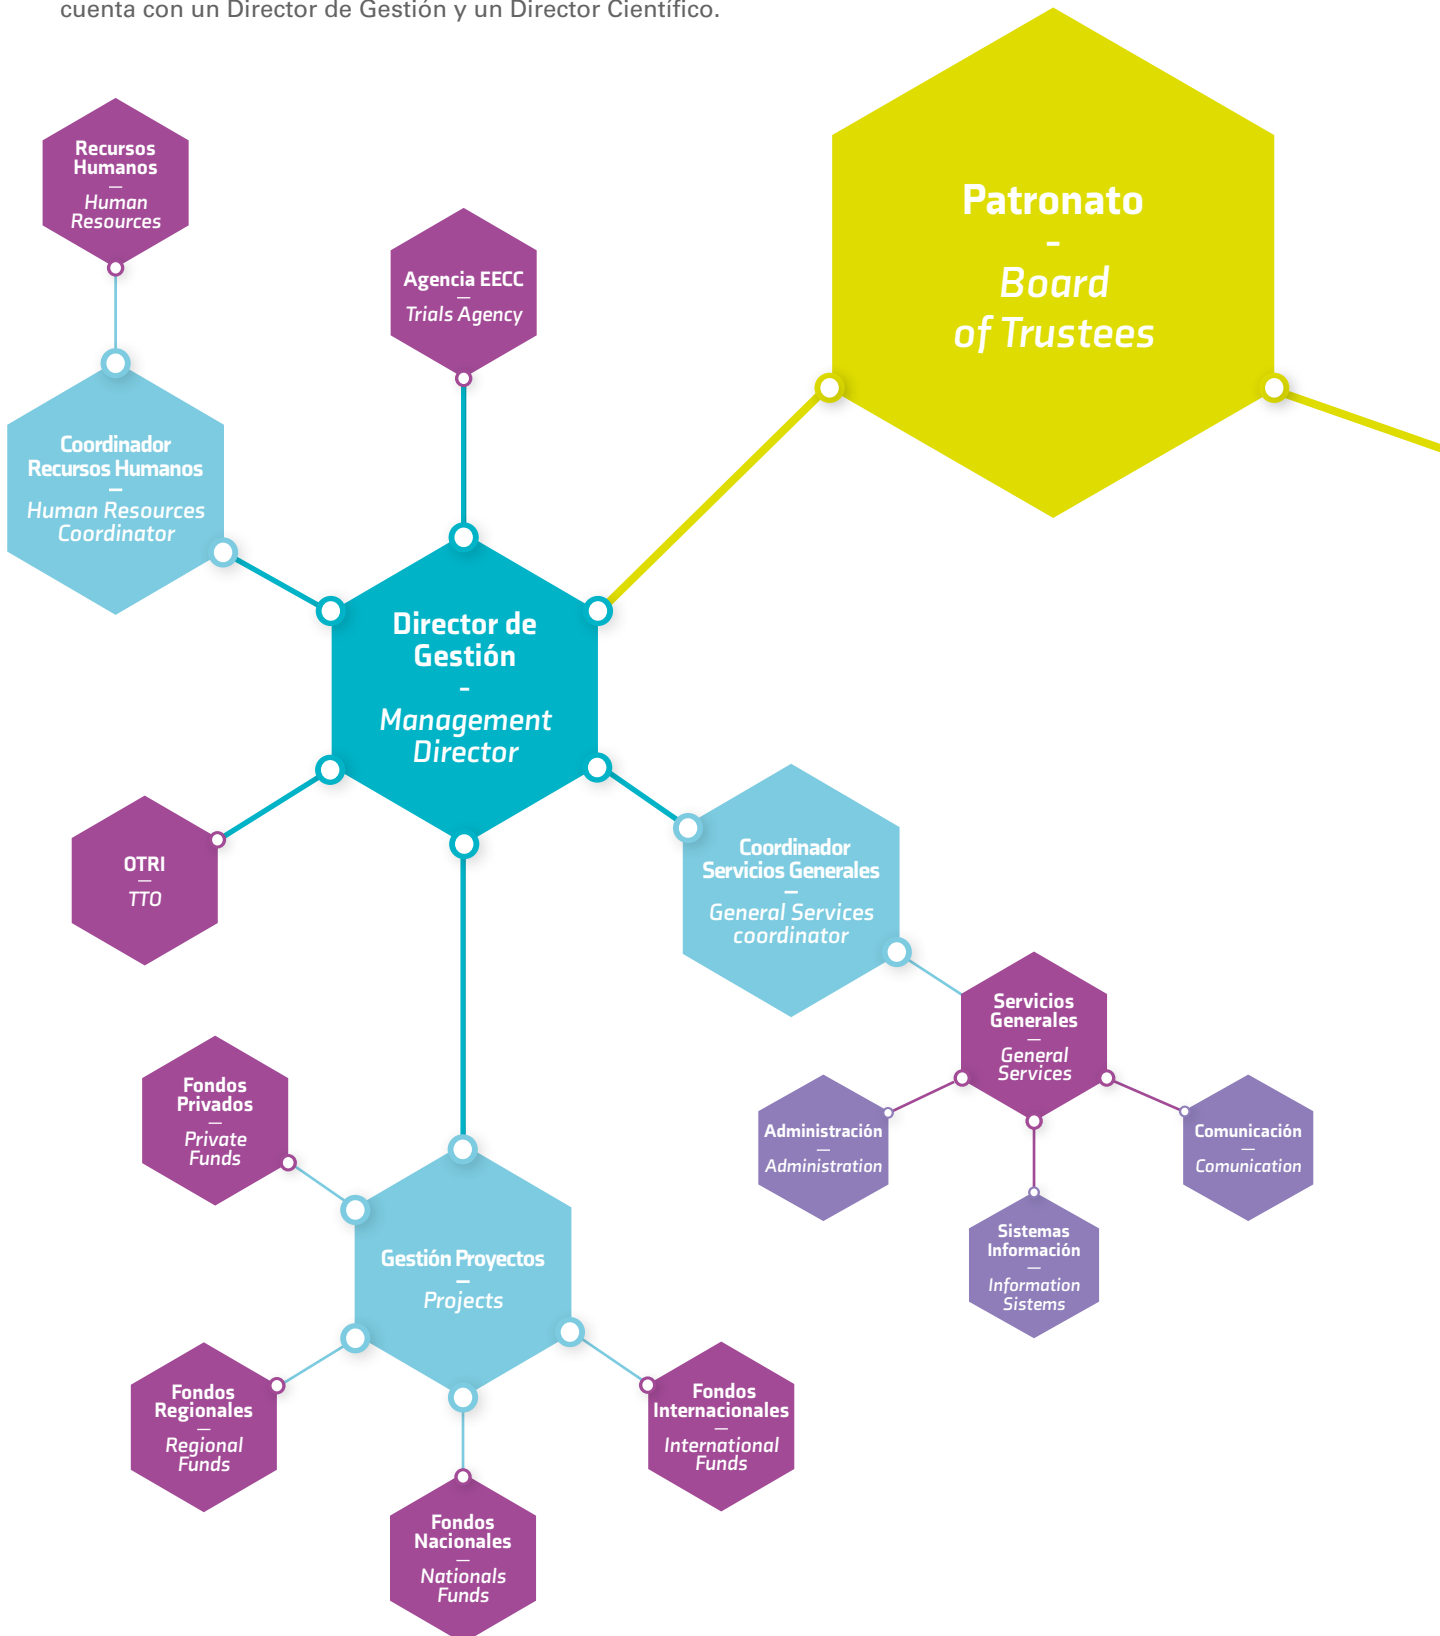 cuenta con un Director de Gestión y un Director Científico.
Recursos
Humanos
—
Human
Resources
Agencia EECC
—
Trials Agency
Patronato
-
Board
of Trustees
Coordinador
Recursos Humanos
—
Human Resources
Coordinator
Director de
Gestión
-
Management
Director
OTRI
—
TTO
Coordinador
Servicios Generales
—
General Services
coordinator
Servicios
Generales
—
General
Services
Administración
—
Administration
Sistemas
Información
—
Information
Sistems
Comunicación
—
Comunication
Fondos
Privados
—
Private
Funds
Gestión Proyectos
—
Projects
Fondos
Regionales
—
Regional
Funds
Fondos
Nacionales
—
Nationals
Funds
Fondos
Internacionales
—
International
Funds